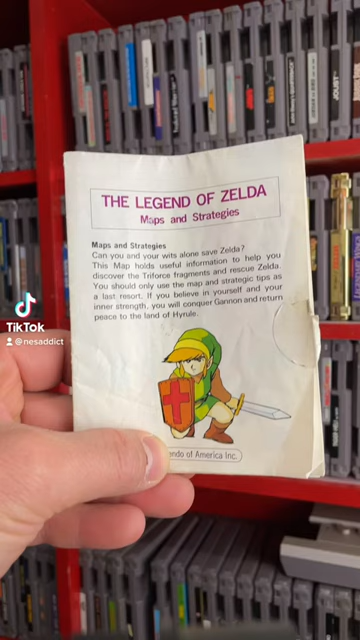 THE LEGEND OF ZELDA
Maps and Strategies
Maps and Strategies
Can you and your wits alone save Zelda?
This Map holds useful information to help you
discover the Triforce fragments and rescue Zelda.
You should only use the map and strategic tips as
a last resort. If you believe in yourself and your
inner strength, you will conquer Gannon and return
peace to the land of Hyrule.
of America Inc.
TikTok
@nesaddict
JOUST